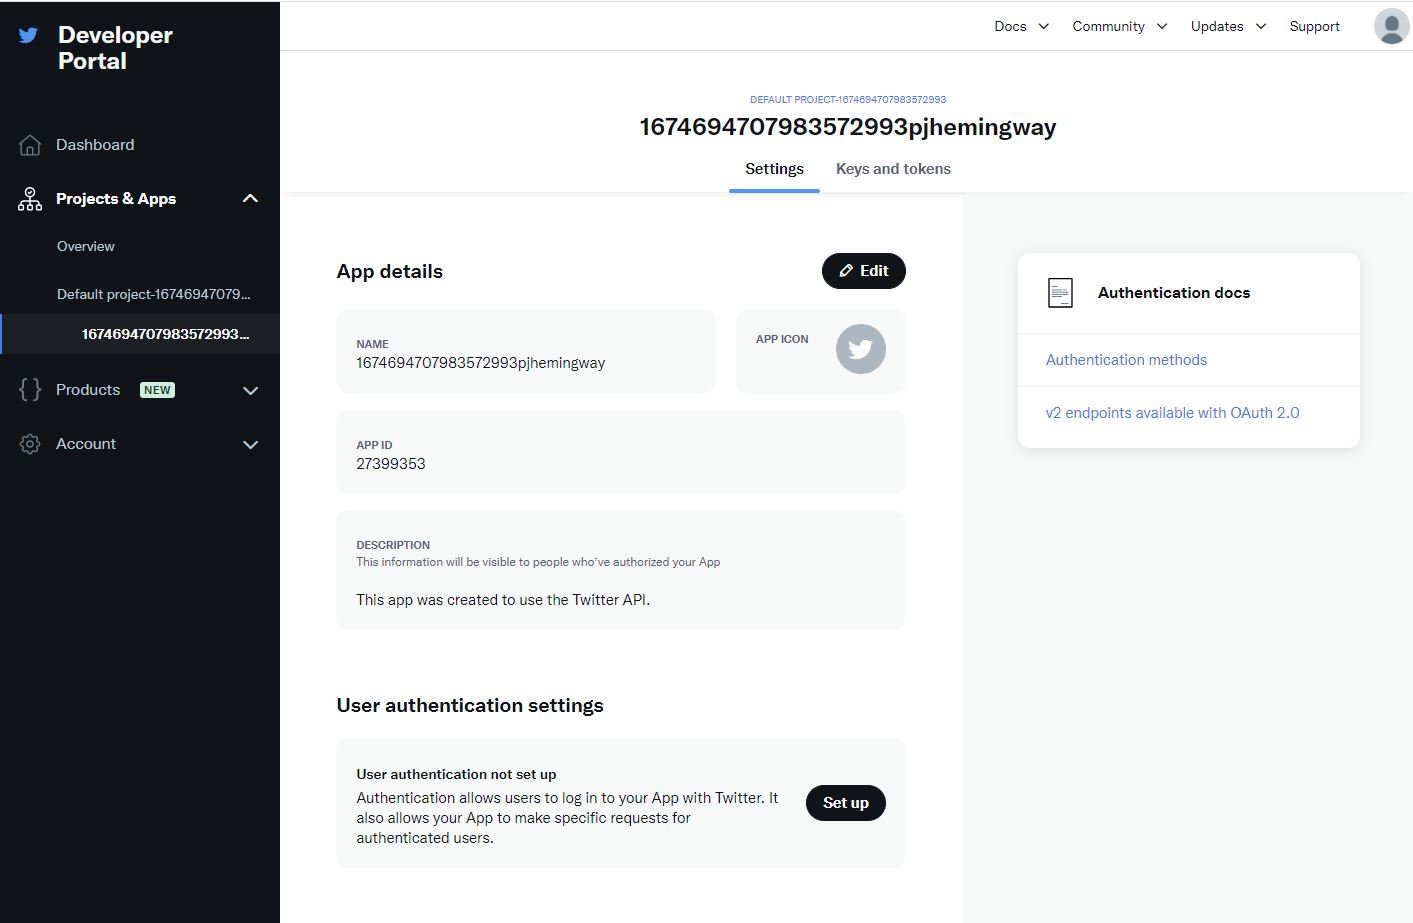 Developer
Portal
Docs
Community
Updates
Support
Dashboard
Projects & Apps
Overview
Default project-16746947079...
1674694707983572993...
Products NEW
Account
DEFAULT PROJECT-1674694707983572993
1674694707983572993pjhemingway
Settings
Keys and tokens
App details
Edit
NAME
1674694707983572993pjhemingway
APP ICON
APP ID
27399353
DESCRIPTION
This information will be visible to people who've authorized your App
This app was created to use the Twitter API.
User authentication settings
User authentication not set up
Authentication allows users to log in to your App with Twitter. It
also allows your App to make specific requests for
authenticated users.
Set up
Authentication docs
Authentication methods
v2 endpoints available with OAuth 2.0